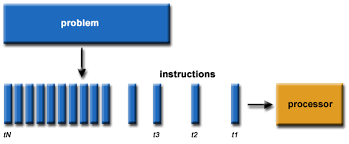 problem
instructions
processor
tN
t3
t2
t1